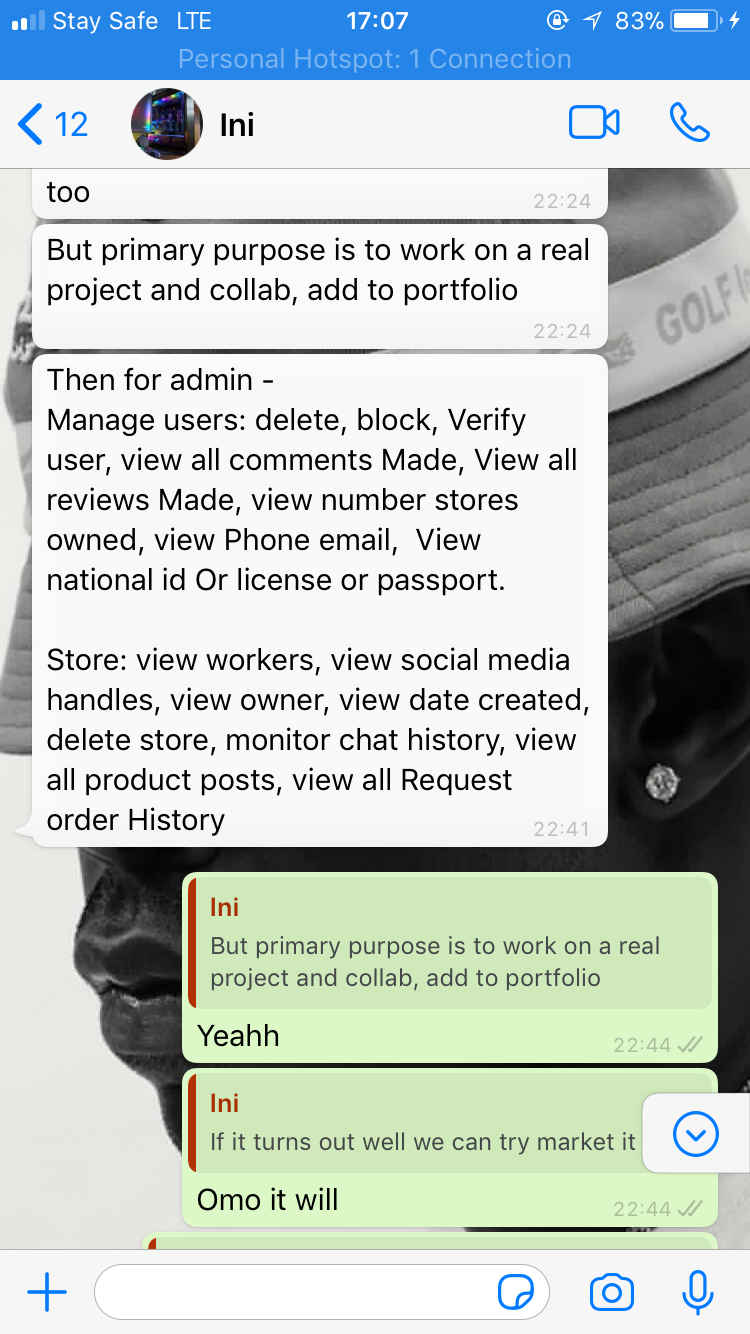 Stay Safe LTE 17:07 83%
Personal Hotspot: 1 Connection
12 Ini
too
22:24
But primary purpose is to work on a real
project and collab, add to portfolio
22:24
Then for admin -
Manage users: delete, block, Verify
user, view all comments Made, View all
reviews Made, view number stores
owned, view Phone email,  View
national id Or license or passport.
Store: view workers, view social media
handles, view owner, view date created,
delete store, monitor chat history, view
all product posts, view all Request
order History
22:41
GOLF
Ini
But primary purpose is to work on a real
project and collab, add to portfolio
Yeahh
22:44
Ini
If it turns out well we can try market it
Omo it will
22:44